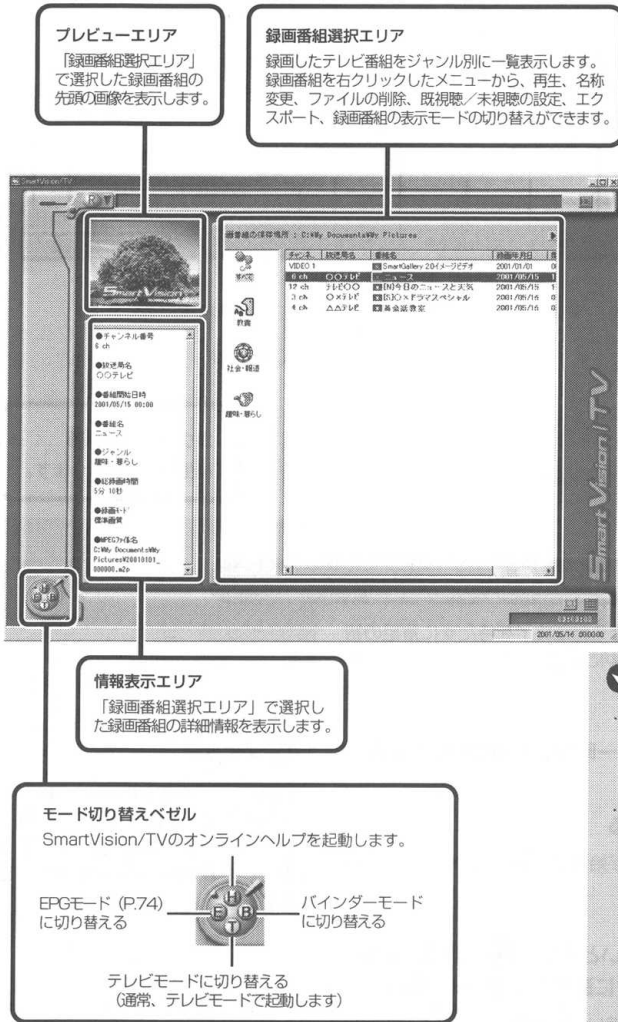 プレビューエリア
「録画番組選択エリア」
で選択した録画番組の
先頭の画像を表示します。
録画番組選択エリア
録画したテレビ番組をジャンル別に一覧表示します。
録画番組を右クリックしたメニューから、再生、名称
変更、ファイルの削除、既視聴／未視聴の設定、エク
スポート、録画番組の表示モードの切り替えができます。
SmartVision/TV
R
画番組の保存場所 : C:¥My Documents¥My Pictures
SmartVision
すべて
教養
社会・報道
趣味・暮らし
チャンネル 放送局名 番組名 録画年月日
VIDEO 1 SmartGallery 20イメージビデオ 2001/01/01
6 ch ○○テレビ ニュース 2001/05/15
12 ch テレビ○○ [N]今日のニュースと天気 2001/05/15
3 ch ○×テレビ [S]○×ドラマスペシャル 2001/05/16
4 ch △△テレビ 英会話教室 2001/05/16
●チャンネル番号
6 ch
●放送局名
○○テレビ
●番組開始日時
2001/05/15 00:00
●番組名
ニュース
●ジャンル
趣味・暮らし
●総録画時間
5分 10秒
●録画モード
標準画質
●MPEGファイル名
C:¥My Documents¥My
Pictures¥20010101_
000000.m2p
SmartVision/TV
00:00:00
2001/05/16 00:00:00
情報表示エリア
「録画番組選択エリア」で選択し
た録画番組の詳細情報を表示します。
モード切り替えベゼル
SmartVision/TVのオンラインヘルプを起動します。
EPGモード（P.74）
に切り替える
H
E B
T
バインダーモード
に切り替える
テレビモードに切り替える
（通常、テレビモードで起動します）